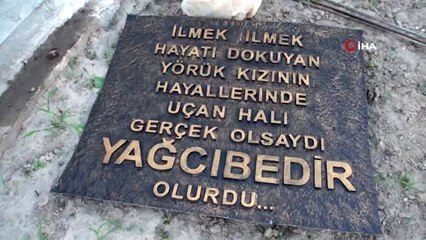 İLMEK İLMEK
HAYATI DOKUYAN
YÖRÜK KIZININ
HAYALLERİNDE
UÇAN HALI
GERÇEK OLSAYDI
YAĞCIBEDİR
OLURDU...
İHA